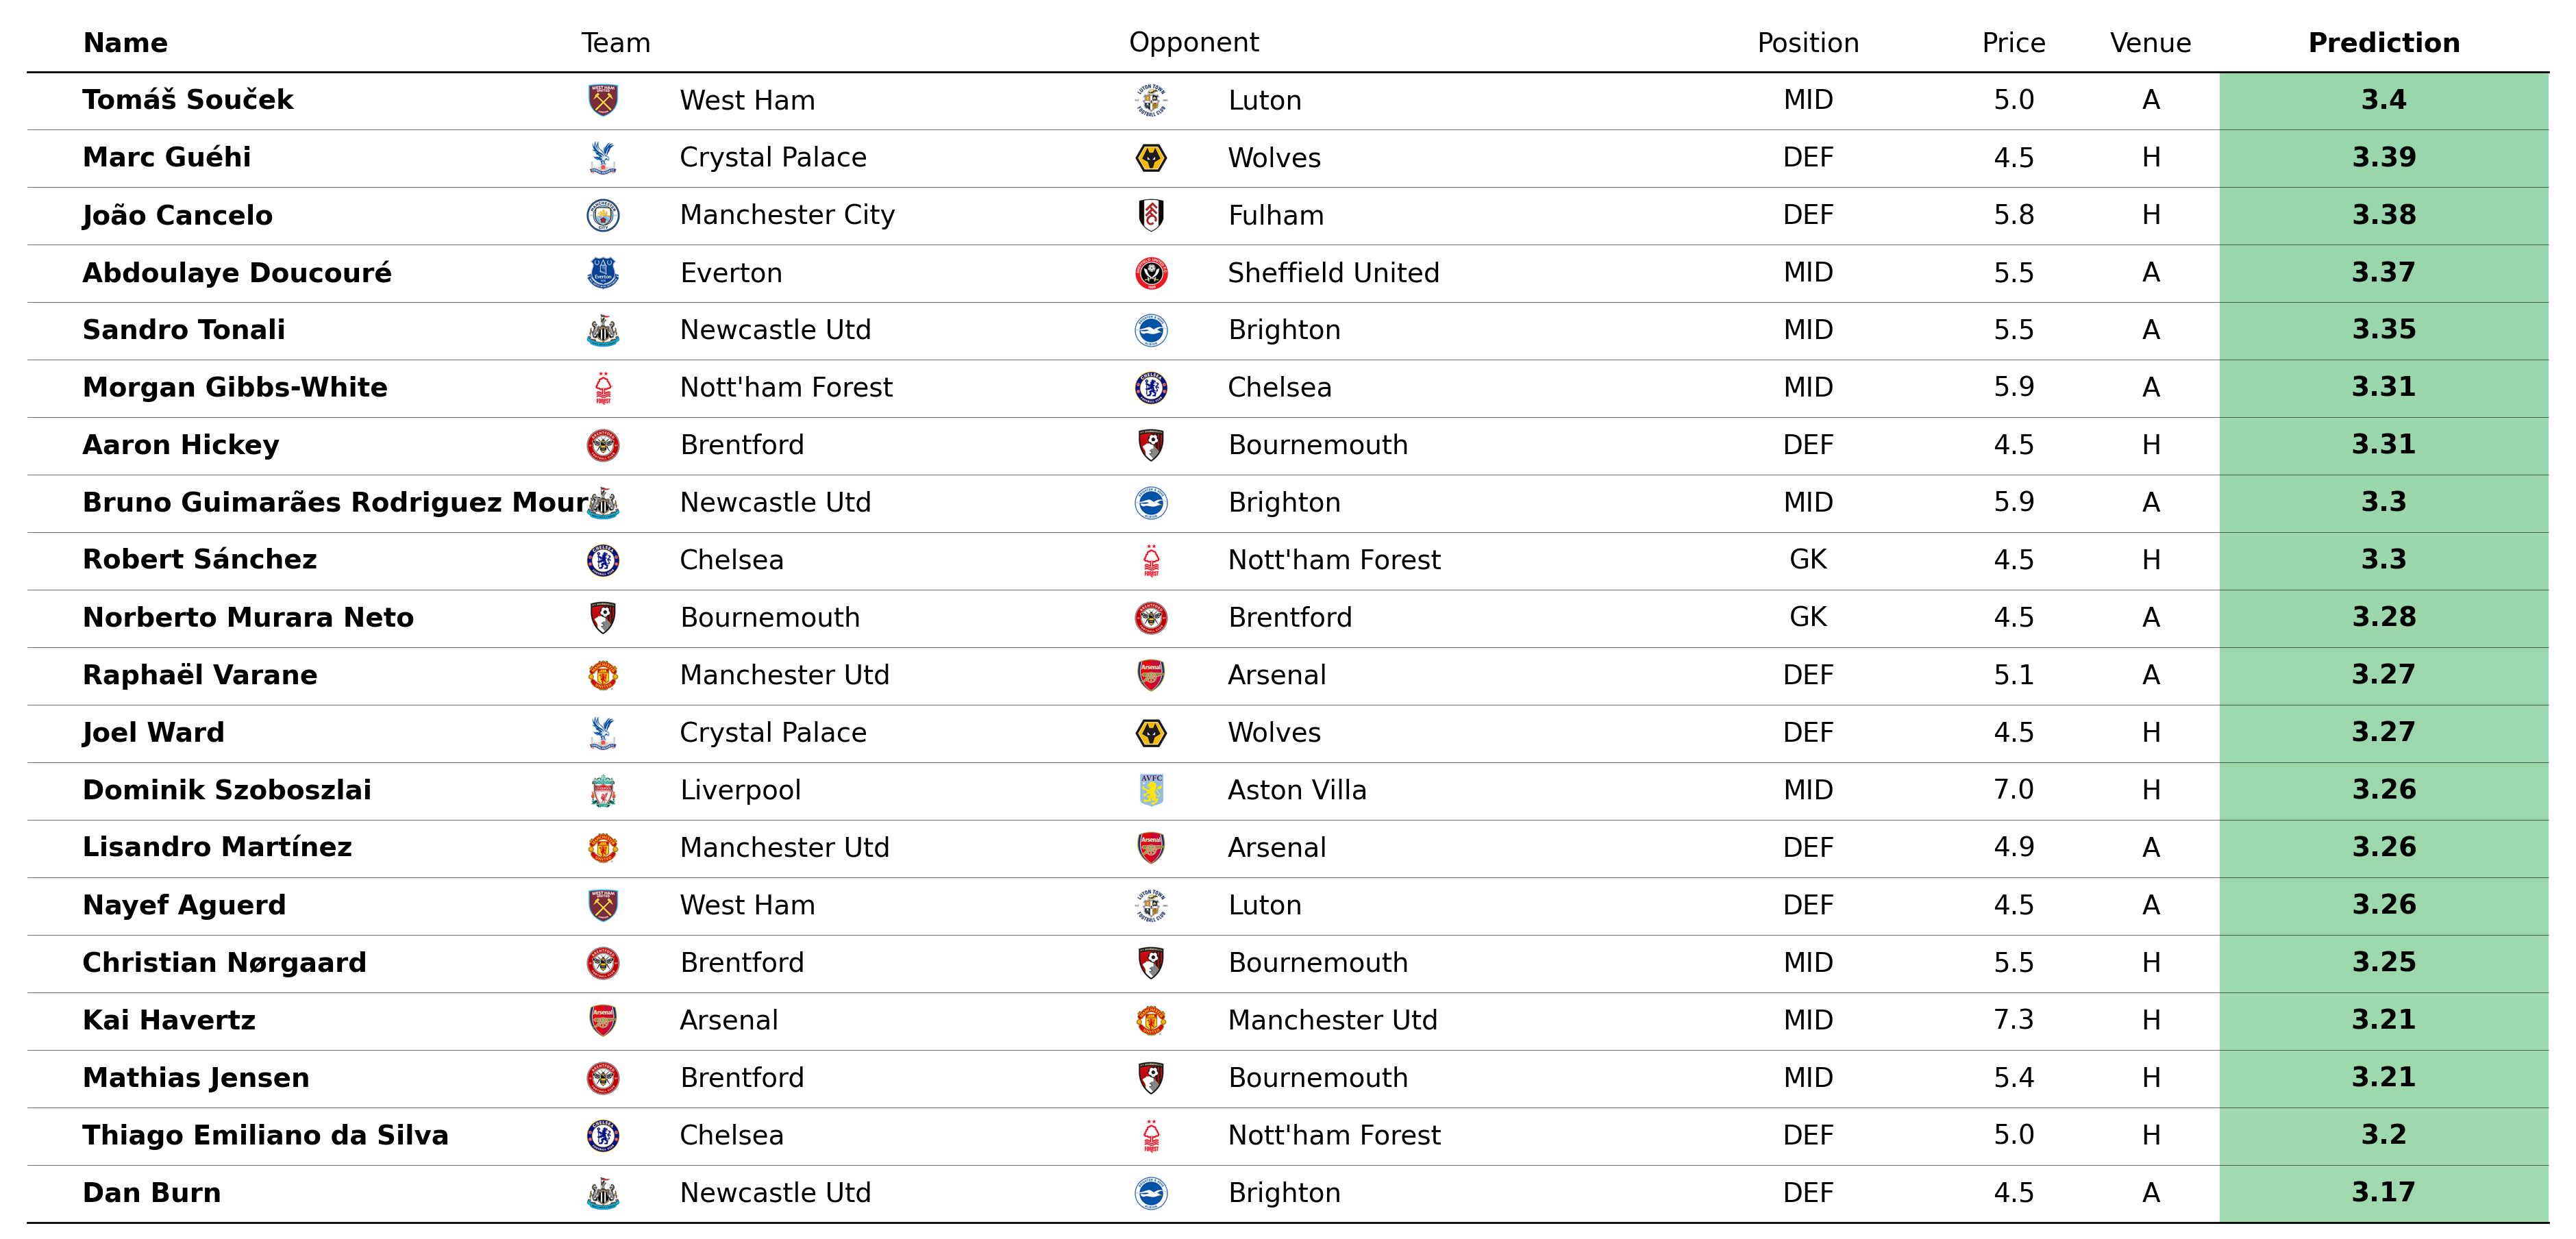 Name Team Opponent Position Price Venue Prediction
Tomáš Souček West Ham Luton MID 5.0 A 3.4
Marc Guéhi Crystal Palace Wolves DEF 4.5 H 3.39
João Cancelo Manchester City Fulham DEF 5.8 H 3.38
Abdoulaye Doucouré Everton Sheffield United MID 5.5 A 3.37
Sandro Tonali Newcastle Utd Brighton MID 5.5 A 3.35
Morgan Gibbs-White Nott'ham Forest Chelsea MID 5.9 A 3.31
Aaron Hickey Brentford Bournemouth DEF 4.5 H 3.31
Bruno Guimarães Rodriguez Mour Newcastle Utd Brighton MID 5.9 A 3.3
Robert Sánchez Chelsea Nott'ham Forest GK 4.5 H 3.3
Norberto Murara Neto Bournemouth Brentford GK 4.5 A 3.28
Raphaël Varane Manchester Utd Arsenal DEF 5.1 A 3.27
Joel Ward Crystal Palace Wolves DEF 4.5 H 3.27
Dominik Szoboszlai Liverpool Aston Villa MID 7.0 H 3.26
Lisandro Martínez Manchester Utd Arsenal DEF 4.9 A 3.26
Nayef Aguerd West Ham Luton DEF 4.5 A 3.26
Christian Nørgaard Brentford Bournemouth MID 5.5 H 3.25
Kai Havertz Arsenal Manchester Utd MID 7.3 H 3.21
Mathias Jensen Brentford Bournemouth MID 5.4 H 3.21
Thiago Emiliano da Silva Chelsea Nott'ham Forest DEF 5.0 H 3.2
Dan Burn Newcastle Utd Brighton DEF 4.5 A 3.17